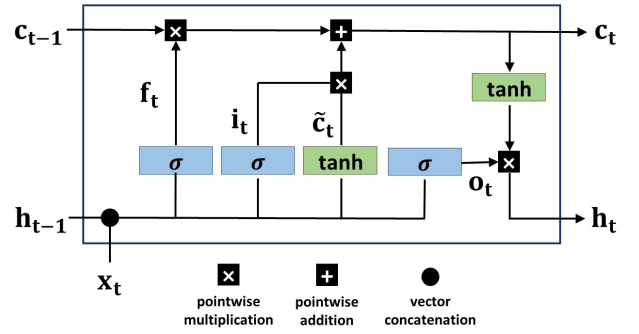 c_{t-1} × + c_t
× tanh
f_t i_t c̃_t
σ σ tanh σ ×
o_t
h_{t-1} h_t
x_t
× + 
pointwise multiplication
pointwise addition
vector concatenation